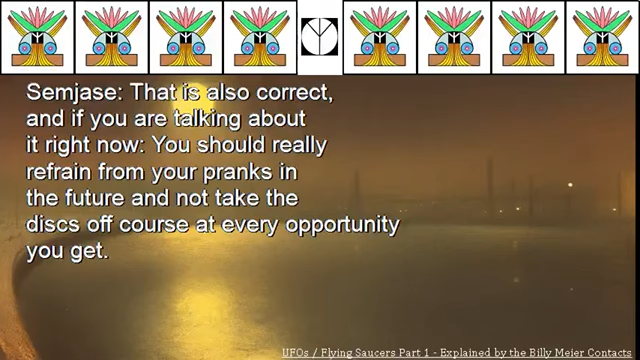 Semjase: That is also correct,
and if you are talking about
it right now: You should really
refrain from your pranks in
the future and not take the
discs off course at every opportunity
you get.
UFOs / Flying Saucers Part 1 - Explained by the Billy Meier Contacts